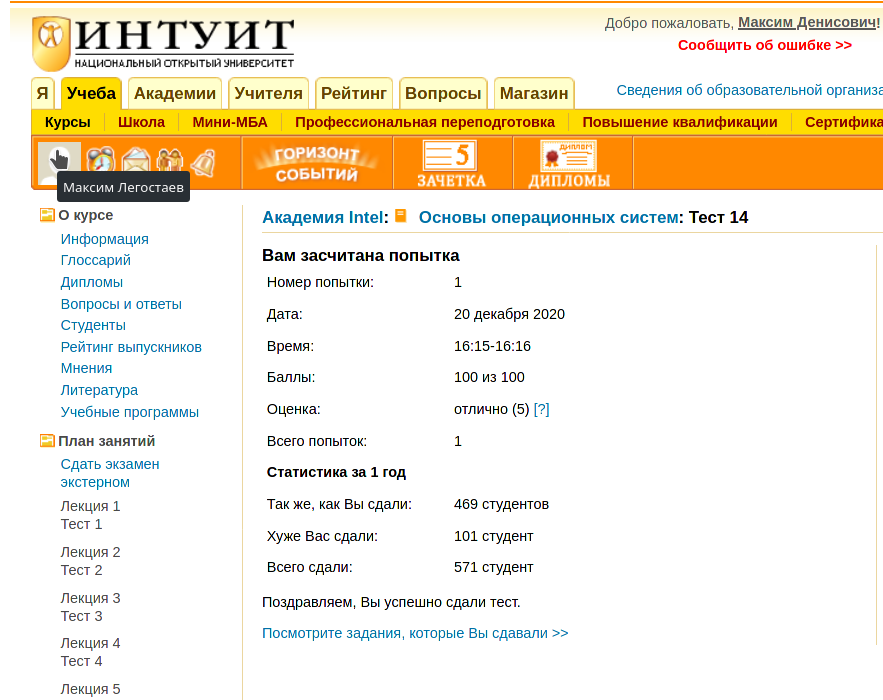 Добро пожаловать, Максим Денисович!
ИНТУИТ
НАЦИОНАЛЬНЫЙ ОТКРЫТЫЙ УНИВЕРСИТЕТ
Сообщить об ошибке >>
Сведения об образовательной организа
Я Учеба Академии Учителя Рейтинг Вопросы Магазин
Курсы Школа Мини-МБА Профессиональная переподготовка Повышение квалификации Сертифика
ГОРИЗОНТ
СОБЫТИЙ
5
ЗАЧЕТКА
ДИПЛОМ
ДИПЛОМЫ
Максим Легостаев
О курсе
Информация
Глоссарий
Дипломы
Вопросы и ответы
Студенты
Рейтинг выпускников
Мнения
Литература
Учебные программы
План занятий
Сдать экзамен
экстерном
Лекция 1
Тест 1
Лекция 2
Тест 2
Лекция 3
Тест 3
Лекция 4
Тест 4
Лекция 5
Академия Intel: Основы операционных систем: Тест 14
Вам засчитана попытка
Номер попытки: 1
Дата: 20 декабря 2020
Время: 16:15-16:16
Баллы: 100 из 100
Оценка: отлично (5) [?]
Всего попыток: 1
Статистика за 1 год
Так же, как Вы сдали: 469 студентов
Хуже Вас сдали: 101 студент
Всего сдали: 571 студент
Поздравляем, Вы успешно сдали тест.
Посмотрите задания, которые Вы сдавали >>